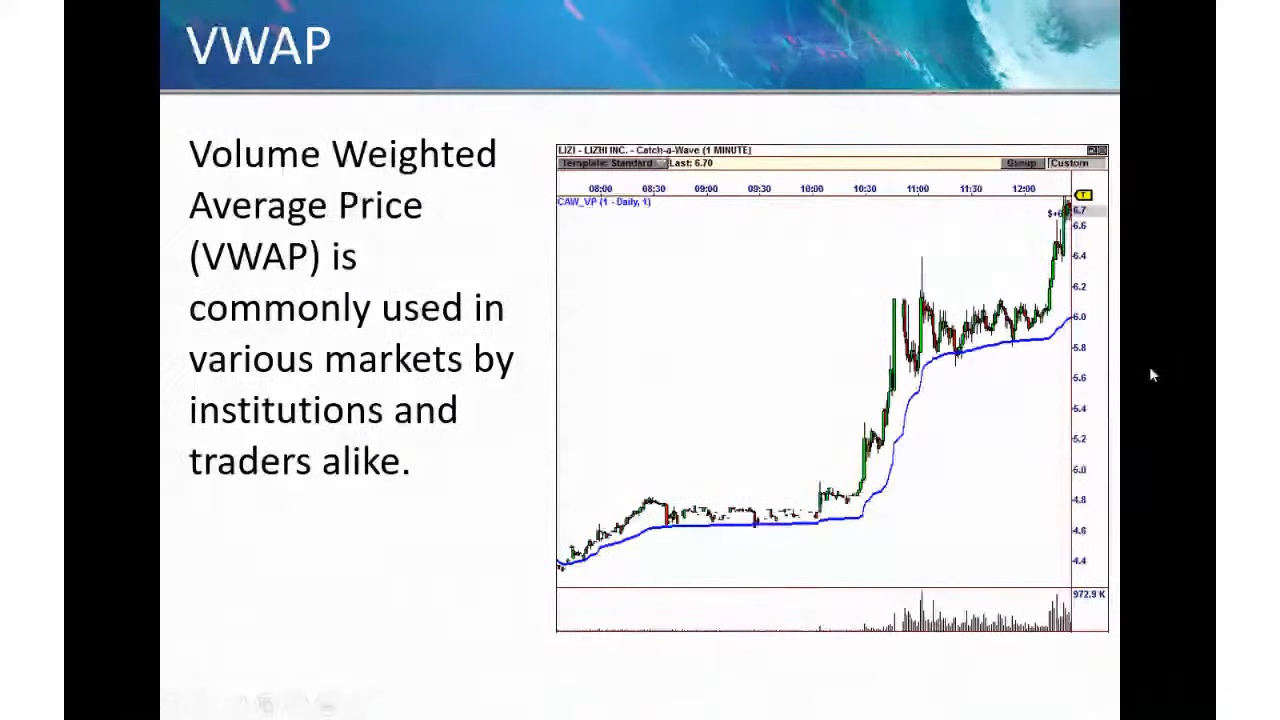 VWAP
Volume Weighted
Average Price
(VWAP) is
commonly used in
various markets by
institutions and
traders alike.
LIZI - LIZHI INC. - Catch-a-Wave (1 MINUTE)
Template: Standard Last: 6.70 Custom
08:00 08:30 09:00 09:30 10:00 10:30 11:00 11:30 12:00
CAW_VP (1 - Daily, 1)
T
6.7
6.6
6.4
6.2
6.0
5.8
5.6
5.4
5.2
5.0
4.8
4.6
4.4
972.9 K